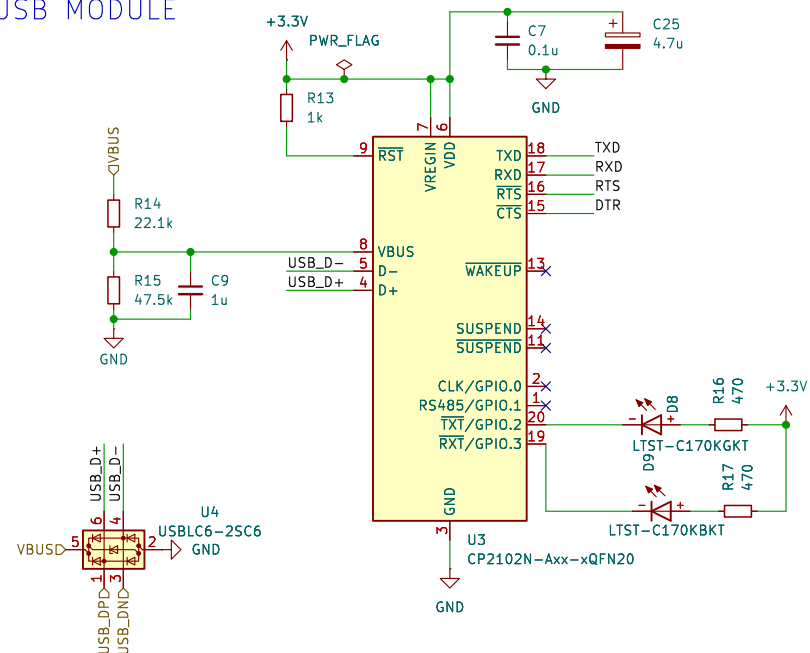 USB MODULE
+3.3V
PWR_FLAG
R13
1k
C7
0.1u
C25
4.7u
+
GND
VBUS
R14
22.1k
R15
47.5k
C9
1u
GND
7
6
VREGIN
VDD
9
RST
8
VBUS
USB_D-
5
D-
USB_D+
4
D+
TXD
18
TXD
RXD
17
RXD
RTS
16
RTS
CTS
15
DTR
WAKEUP
13
SUSPEND
14
SUSPEND
11
CLK/GPIO.0
2
RS485/GPIO.1
1
TXT/GPIO.2
20
RXT/GPIO.3
19
GND
3
U3
CP2102N-Axx-xQFN20
GND
- +
D8
LTST-C170KGKT
R16
470
+3.3V
D9
- +
LTST-C170KBKT
R17
470
USB_D+
USB_D-
6
4
U4
USBLC6-2SC6
VBUS
5
2
GND
1
3
USB_DP
USB_DN